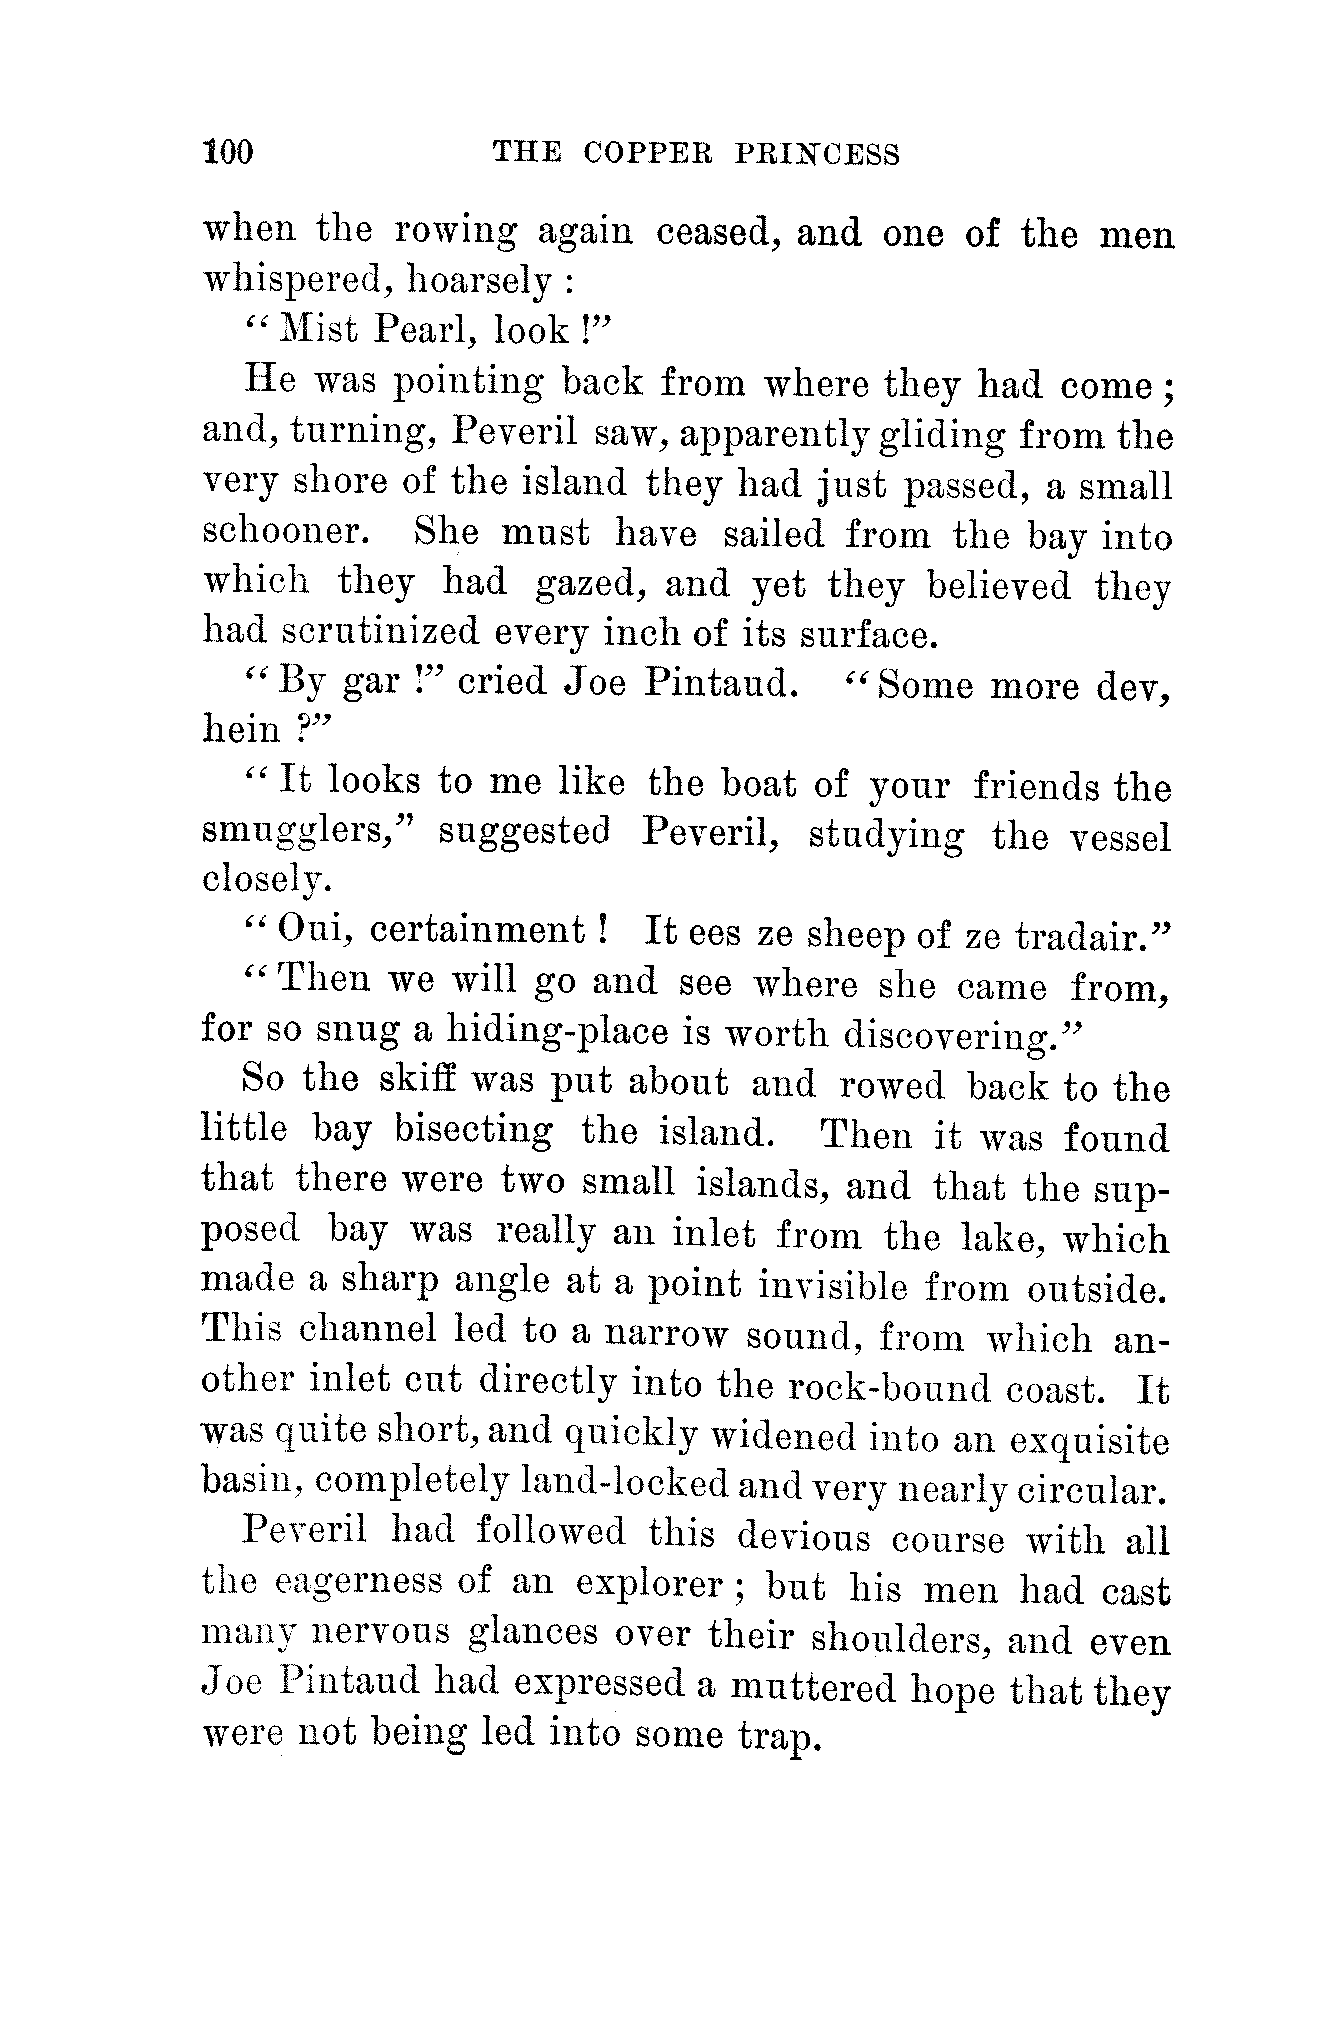 100 THE COPPER PRINCESS
when the rowing again ceased, and one of the men
whispered, hoarsely :
“ Mist Pearl, look !”
He was pointing back from where they had come ;
and, turning, Peveril saw, apparently gliding from the
very shore of the island they had just passed, a small
schooner. She must have sailed from the bay into
which they had gazed, and yet they believed they
had scrutinized every inch of its surface.
“ By gar !” cried Joe Pintaud. “ Some more dev,
hein ?”
“ It looks to me like the boat of your friends the
smugglers,” suggested Peveril, studying the vessel
closely.
“ Oui, certainment ! It ees ze sheep of ze tradair.”
“ Then we will go and see where she came from,
for so snug a hiding-place is worth discovering.”
So the skiff was put about and rowed back to the
little bay bisecting the island. Then it was found
that there were two small islands, and that the sup-
posed bay was really an inlet from the lake, which
made a sharp angle at a point invisible from outside.
This channel led to a narrow sound, from which an-
other inlet cut directly into the rock-bound coast. It
was quite short, and quickly widened into an exquisite
basin, completely land-locked and very nearly circular.
Peveril had followed this devious course with all
the eagerness of an explorer ; but his men had cast
many nervous glances over their shoulders, and even
Joe Pintaud had expressed a muttered hope that they
were not being led into some trap.